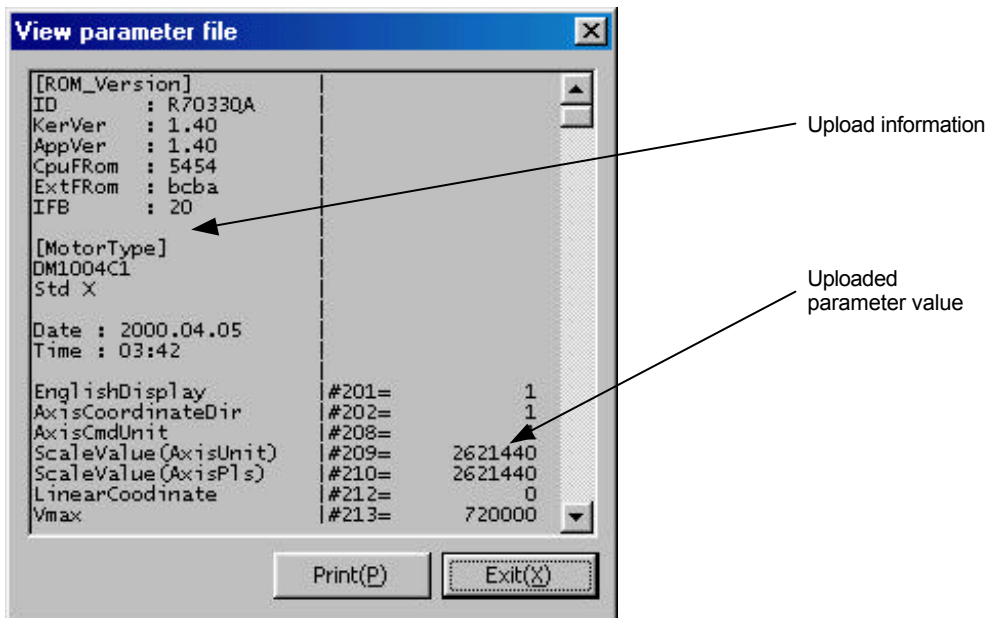 View parameter file
[ROM_Version] |
ID : R70330A |
KerVer : 1.40 |
AppVer : 1.40 |
CpuFRom : 5454 |
ExtFRom : bcba |
IFB : 20 |
[MotorType] |
DM1004C1 |
Std X |
Date : 2000.04.05 |
Time : 03:42 |
EnglishDisplay |#201= 1
AxisCoordinateDir |#202= 1
AxisCmdUnit |#208=
ScaleValue(AxisUnit) |#209= 2621440
ScaleValue(AxisPls) |#210= 2621440
LinearCoodinate |#212= 0
Vmax |#213= 720000
Print(P) Exit(X)
Upload information
Uploaded
parameter value